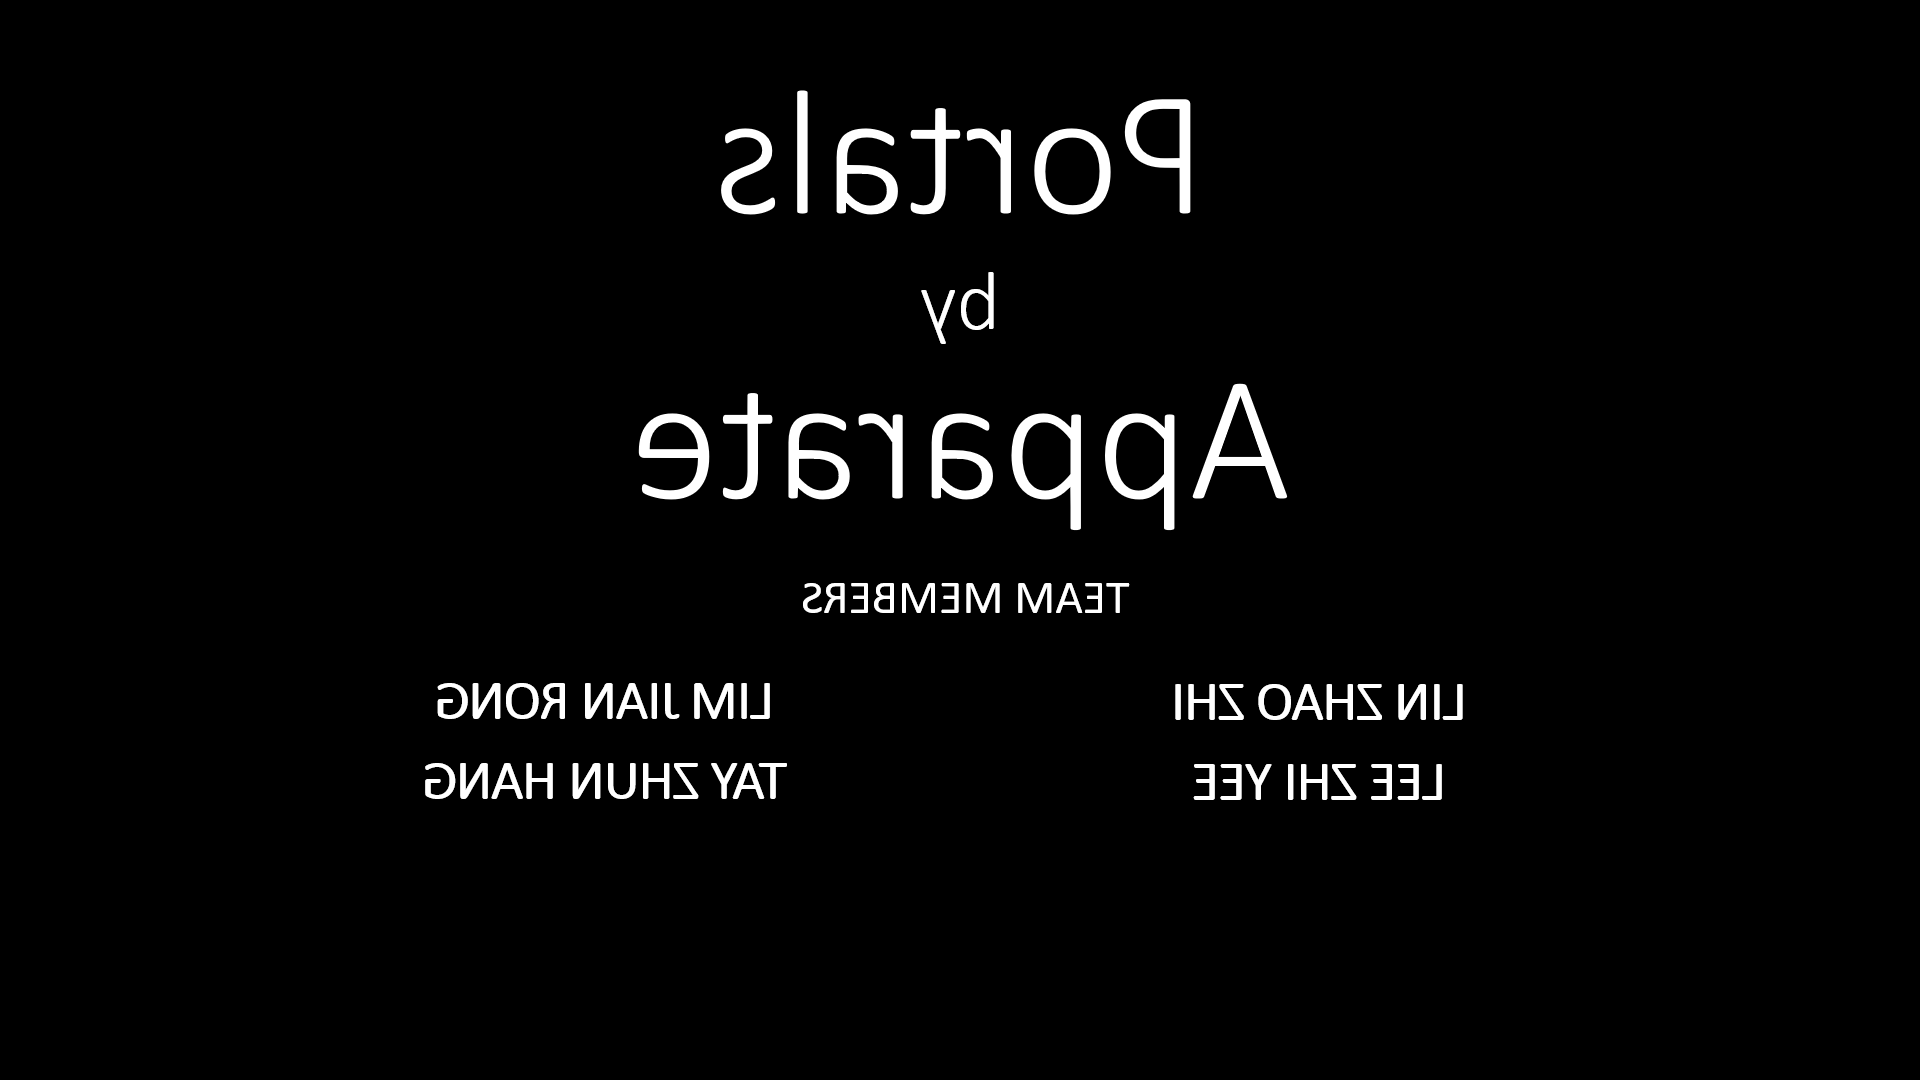 Portals
by
Apparate
TEAM MEMBERS
LIN ZHAO ZHI LIM JIAN RONG
LEE ZHI YEE TAY ZHUN HANG